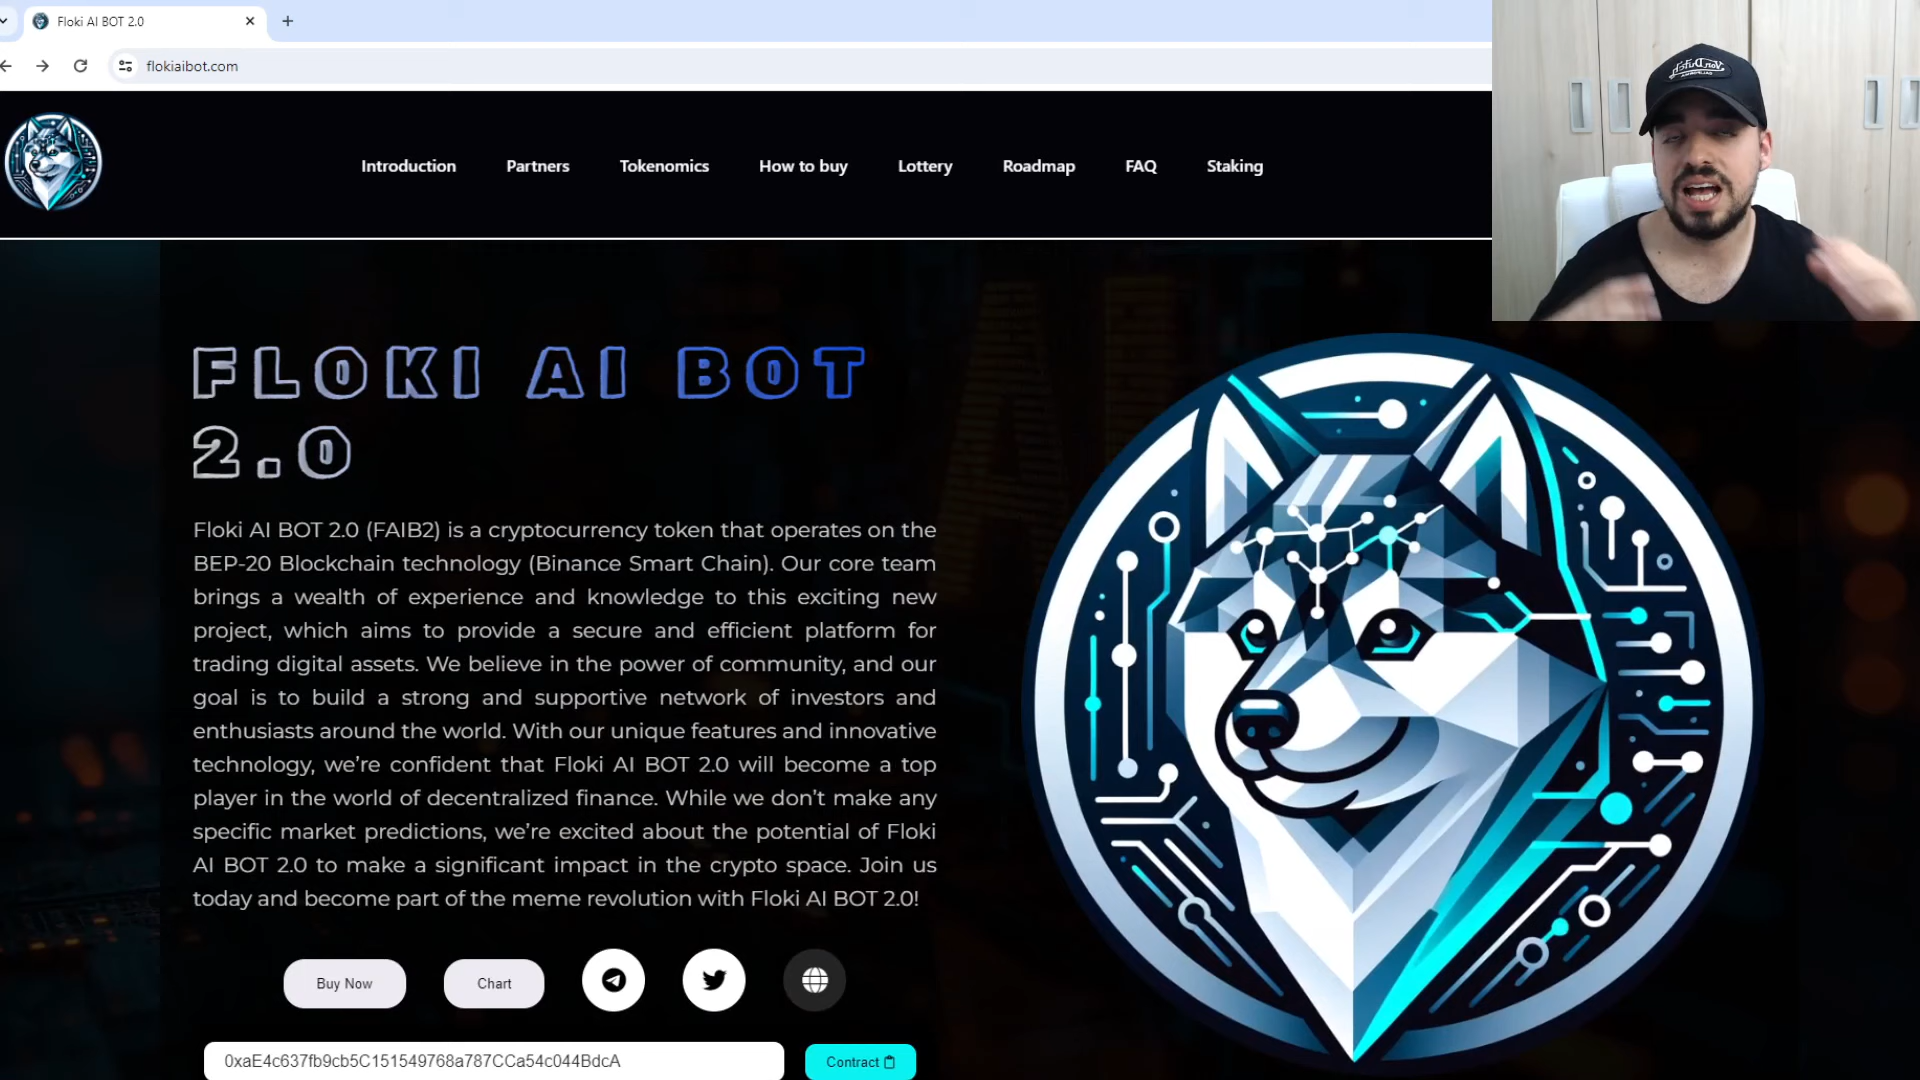 Floki AI BOT 2.0
flokiaibot.com
Introduction Partners Tokenomics How to buy Lottery Roadmap FAQ Staking
FLOKI AI BOT
2.0
Floki AI BOT 2.0 (FAIB2) is a cryptocurrency token that operates on the
BEP-20 Blockchain technology (Binance Smart Chain). Our core team
brings a wealth of experience and knowledge to this exciting new
project, which aims to provide a secure and efficient platform for
trading digital assets. We believe in the power of community, and our
goal is to build a strong and supportive network of investors and
enthusiasts around the world. With our unique features and innovative
technology, we’re confident that Floki AI BOT 2.0 will become a top
player in the world of decentralized finance. While we don’t make any
specific market predictions, we’re excited about the potential of Floki
AI BOT 2.0 to make a significant impact in the crypto space. Join us
today and become part of the meme revolution with Floki AI BOT 2.0!
Buy Now Chart
0xaE4c637fb9cb5C151549768a787CCa54c044BdcA
Contract